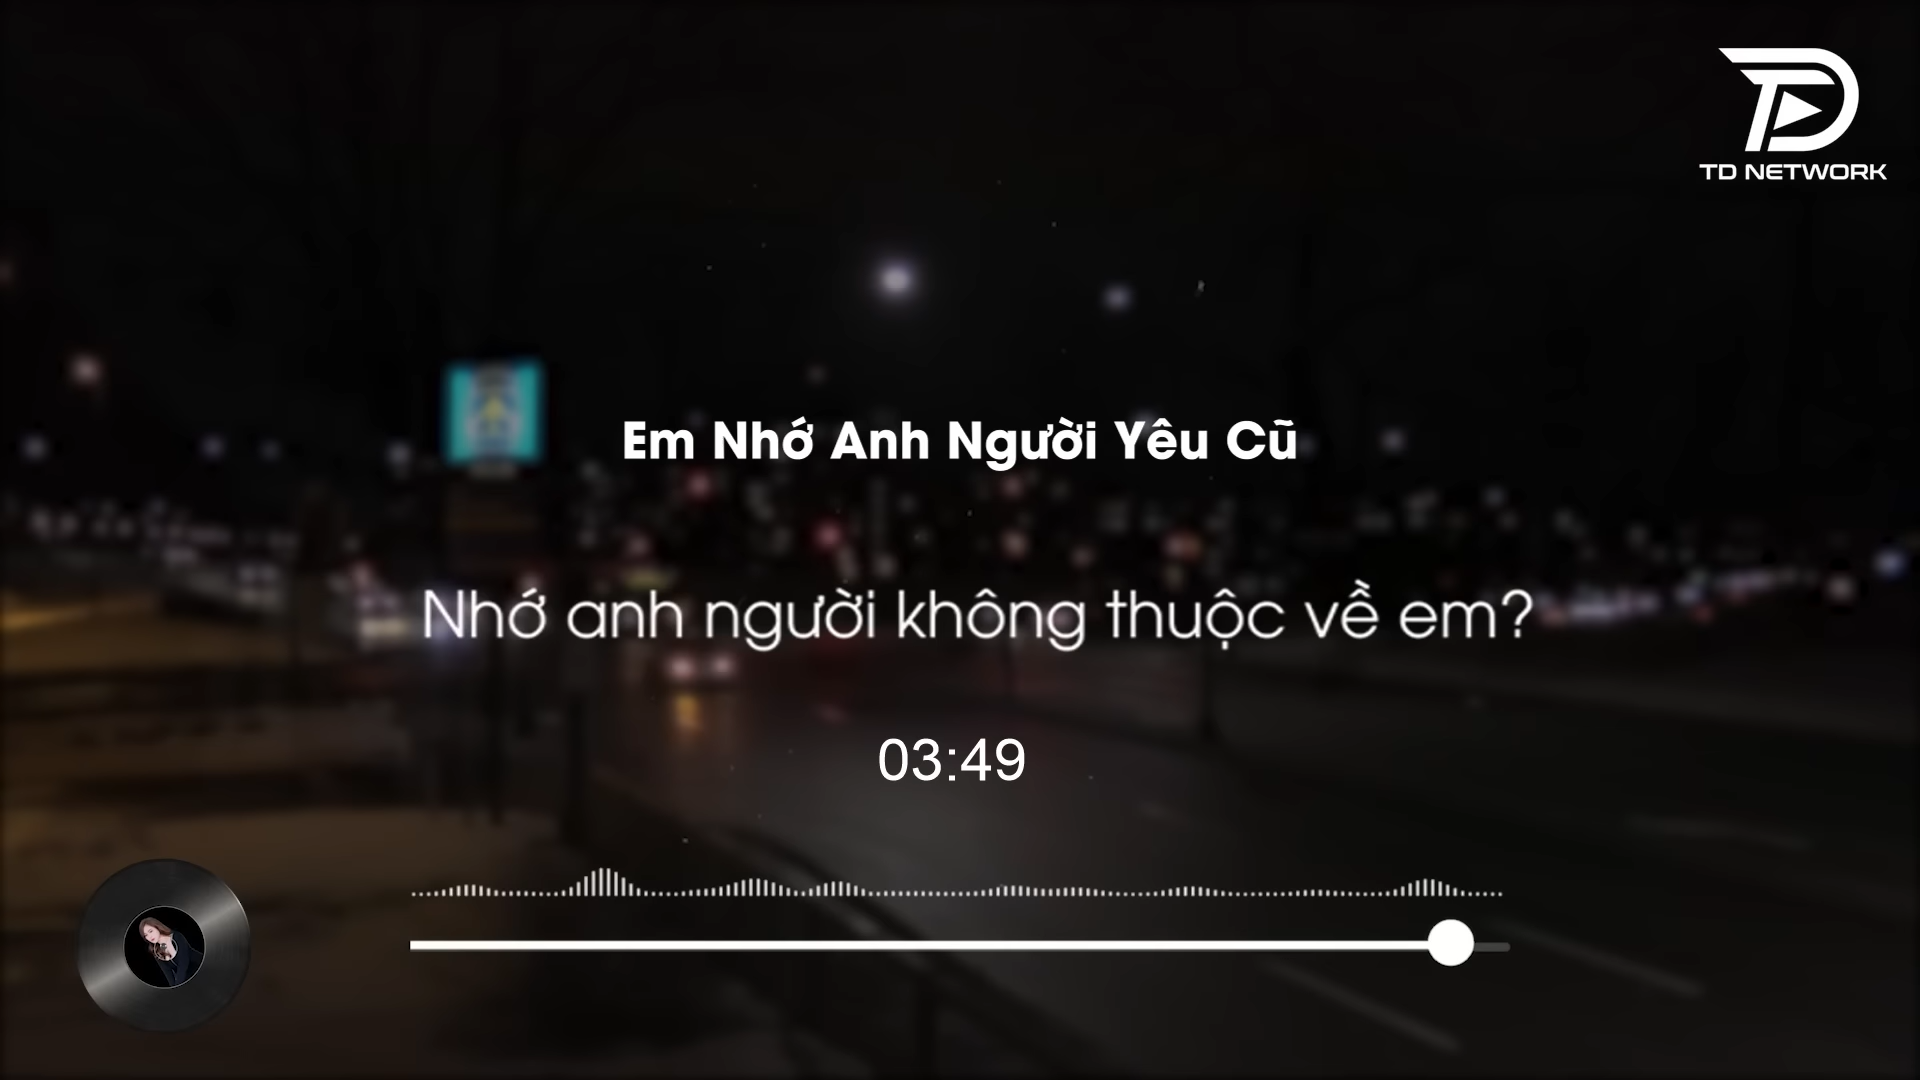 TD NETWORK
Em Nhớ Anh Người Yêu Cũ
Nhớ anh người không thuộc về em?
03:49